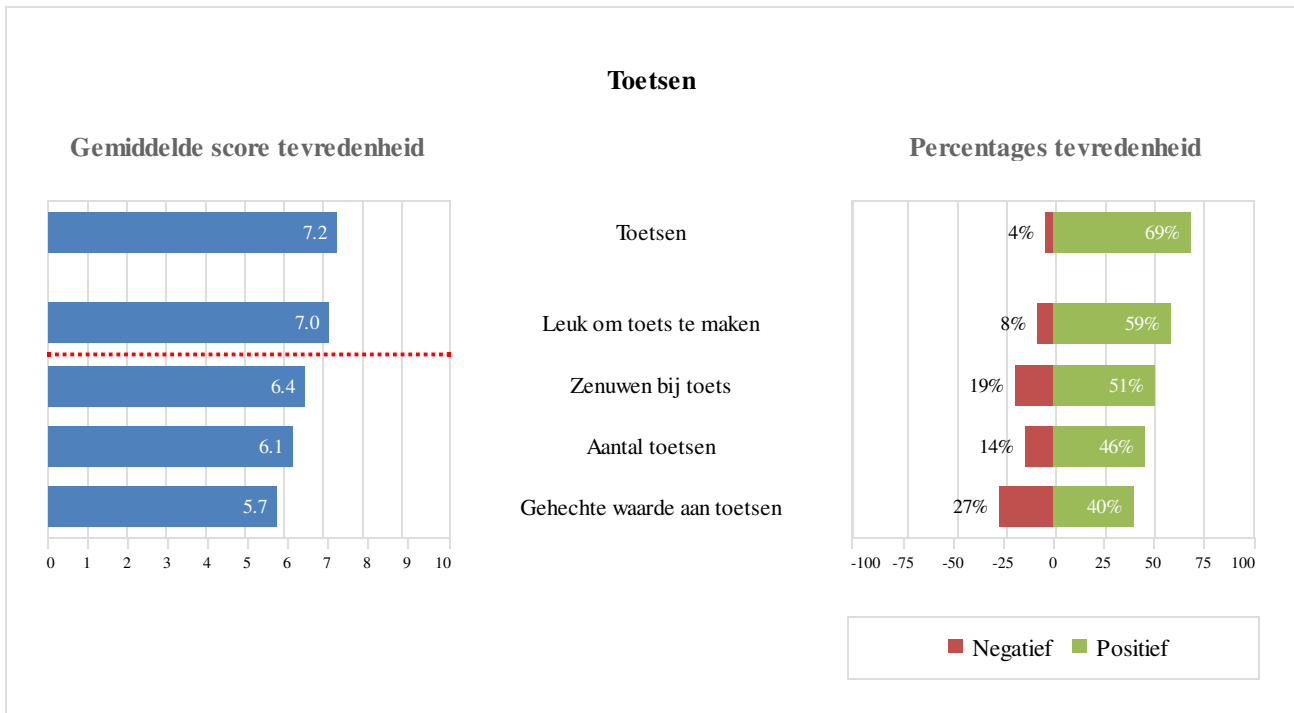 Toetsen
Gemiddelde score tevredenheid
Percentages tevredenheid
7.2
Toetsen
4%
69%
7.0
Leuk om toets te maken
8%
59%
6.4
Zenuwen bij toets
19%
51%
6.1
Aantal toetsen
14%
46%
5.7
Gehechte waarde aan toetsen
27%
40%
0 1 2 3 4 5 6 7 8 9 10
-100 -75 -50 -25 0 25 50 75 100
Negatief Positief